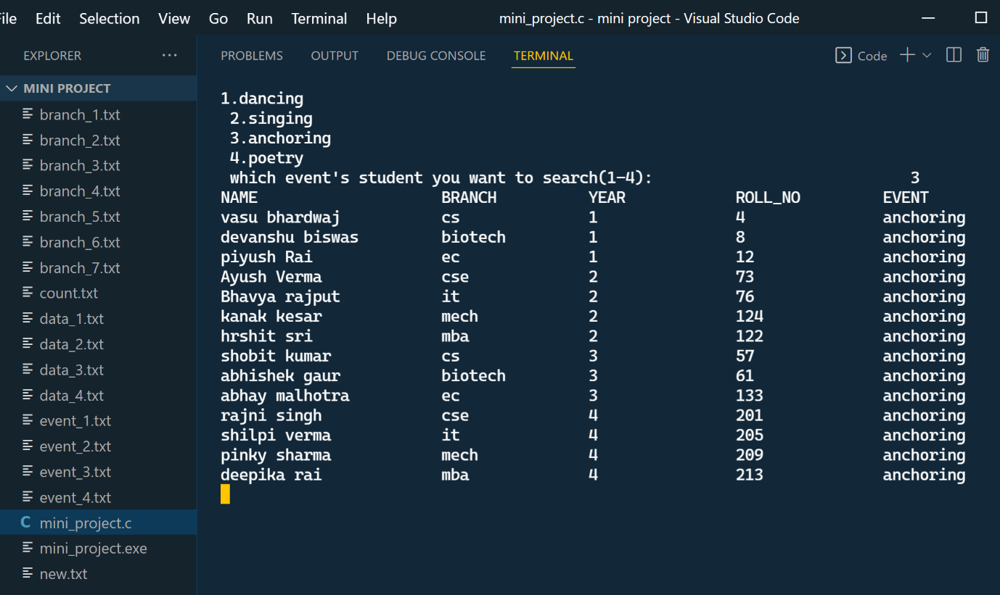 File Edit Selection View Go Run Terminal Help mini_project.c - mini project - Visual Studio Code
EXPLORER ...
MINI PROJECT
branch_1.txt
branch_2.txt
branch_3.txt
branch_4.txt
branch_5.txt
branch_6.txt
branch_7.txt
count.txt
data_1.txt
data_2.txt
data_3.txt
data_4.txt
event_1.txt
event_2.txt
event_3.txt
event_4.txt
C mini_project.c
mini_project.exe
new.txt
PROBLEMS OUTPUT DEBUG CONSOLE TERMINAL Code
1.dancing
2.singing
3.anchoring
4.poetry
which event's student you want to search(1-4): 3
NAME BRANCH YEAR ROLL_NO EVENT
vasu bhardwaj cs 1 4 anchoring
devanshu biswas biotech 1 8 anchoring
piyush Rai ec 1 12 anchoring
Ayush Verma cse 2 73 anchoring
Bhavya rajput it 2 76 anchoring
kanak kesar mech 2 124 anchoring
hrshit sri mba 2 122 anchoring
shobit kumar cs 3 57 anchoring
abhishek gaur biotech 3 61 anchoring
abhay malhotra ec 3 133 anchoring
rajni singh cse 4 201 anchoring
shilpi verma it 4 205 anchoring
pinky sharma mech 4 209 anchoring
deepika rai mba 4 213 anchoring